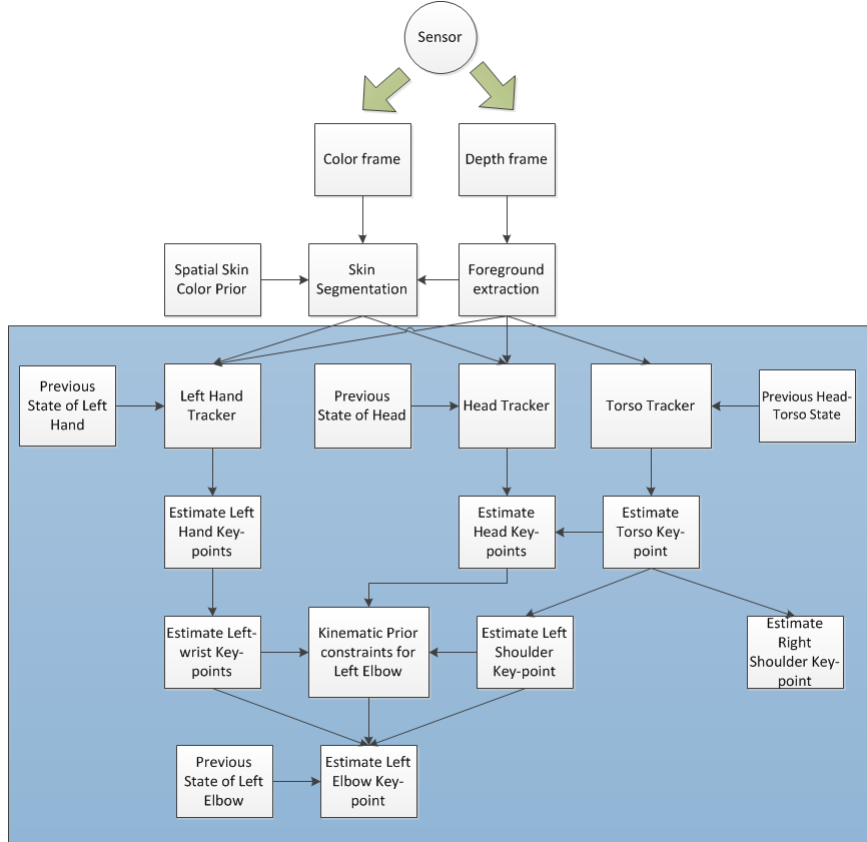 Sensor
Color frame
Depth frame
Spatial Skin
Color Prior
Skin
Segmentation
Foreground
extraction
Previous
State of Left
Hand
Left Hand
Tracker
Previous
State of Head
Head Tracker
Torso Tracker
Previous Head-
Torso State
Estimate Left
Hand Key-
points
Estimate
Head Key-
points
Estimate
Torso Key-
point
Estimate Left-
wrist Key-
points
Kinematic Prior
constraints for
Left Elbow
Estimate Left
Shoulder
Key-point
Estimate
Right
Shoulder Key-
point
Previous
State of Left
Elbow
Estimate Left
Elbow Key-
point